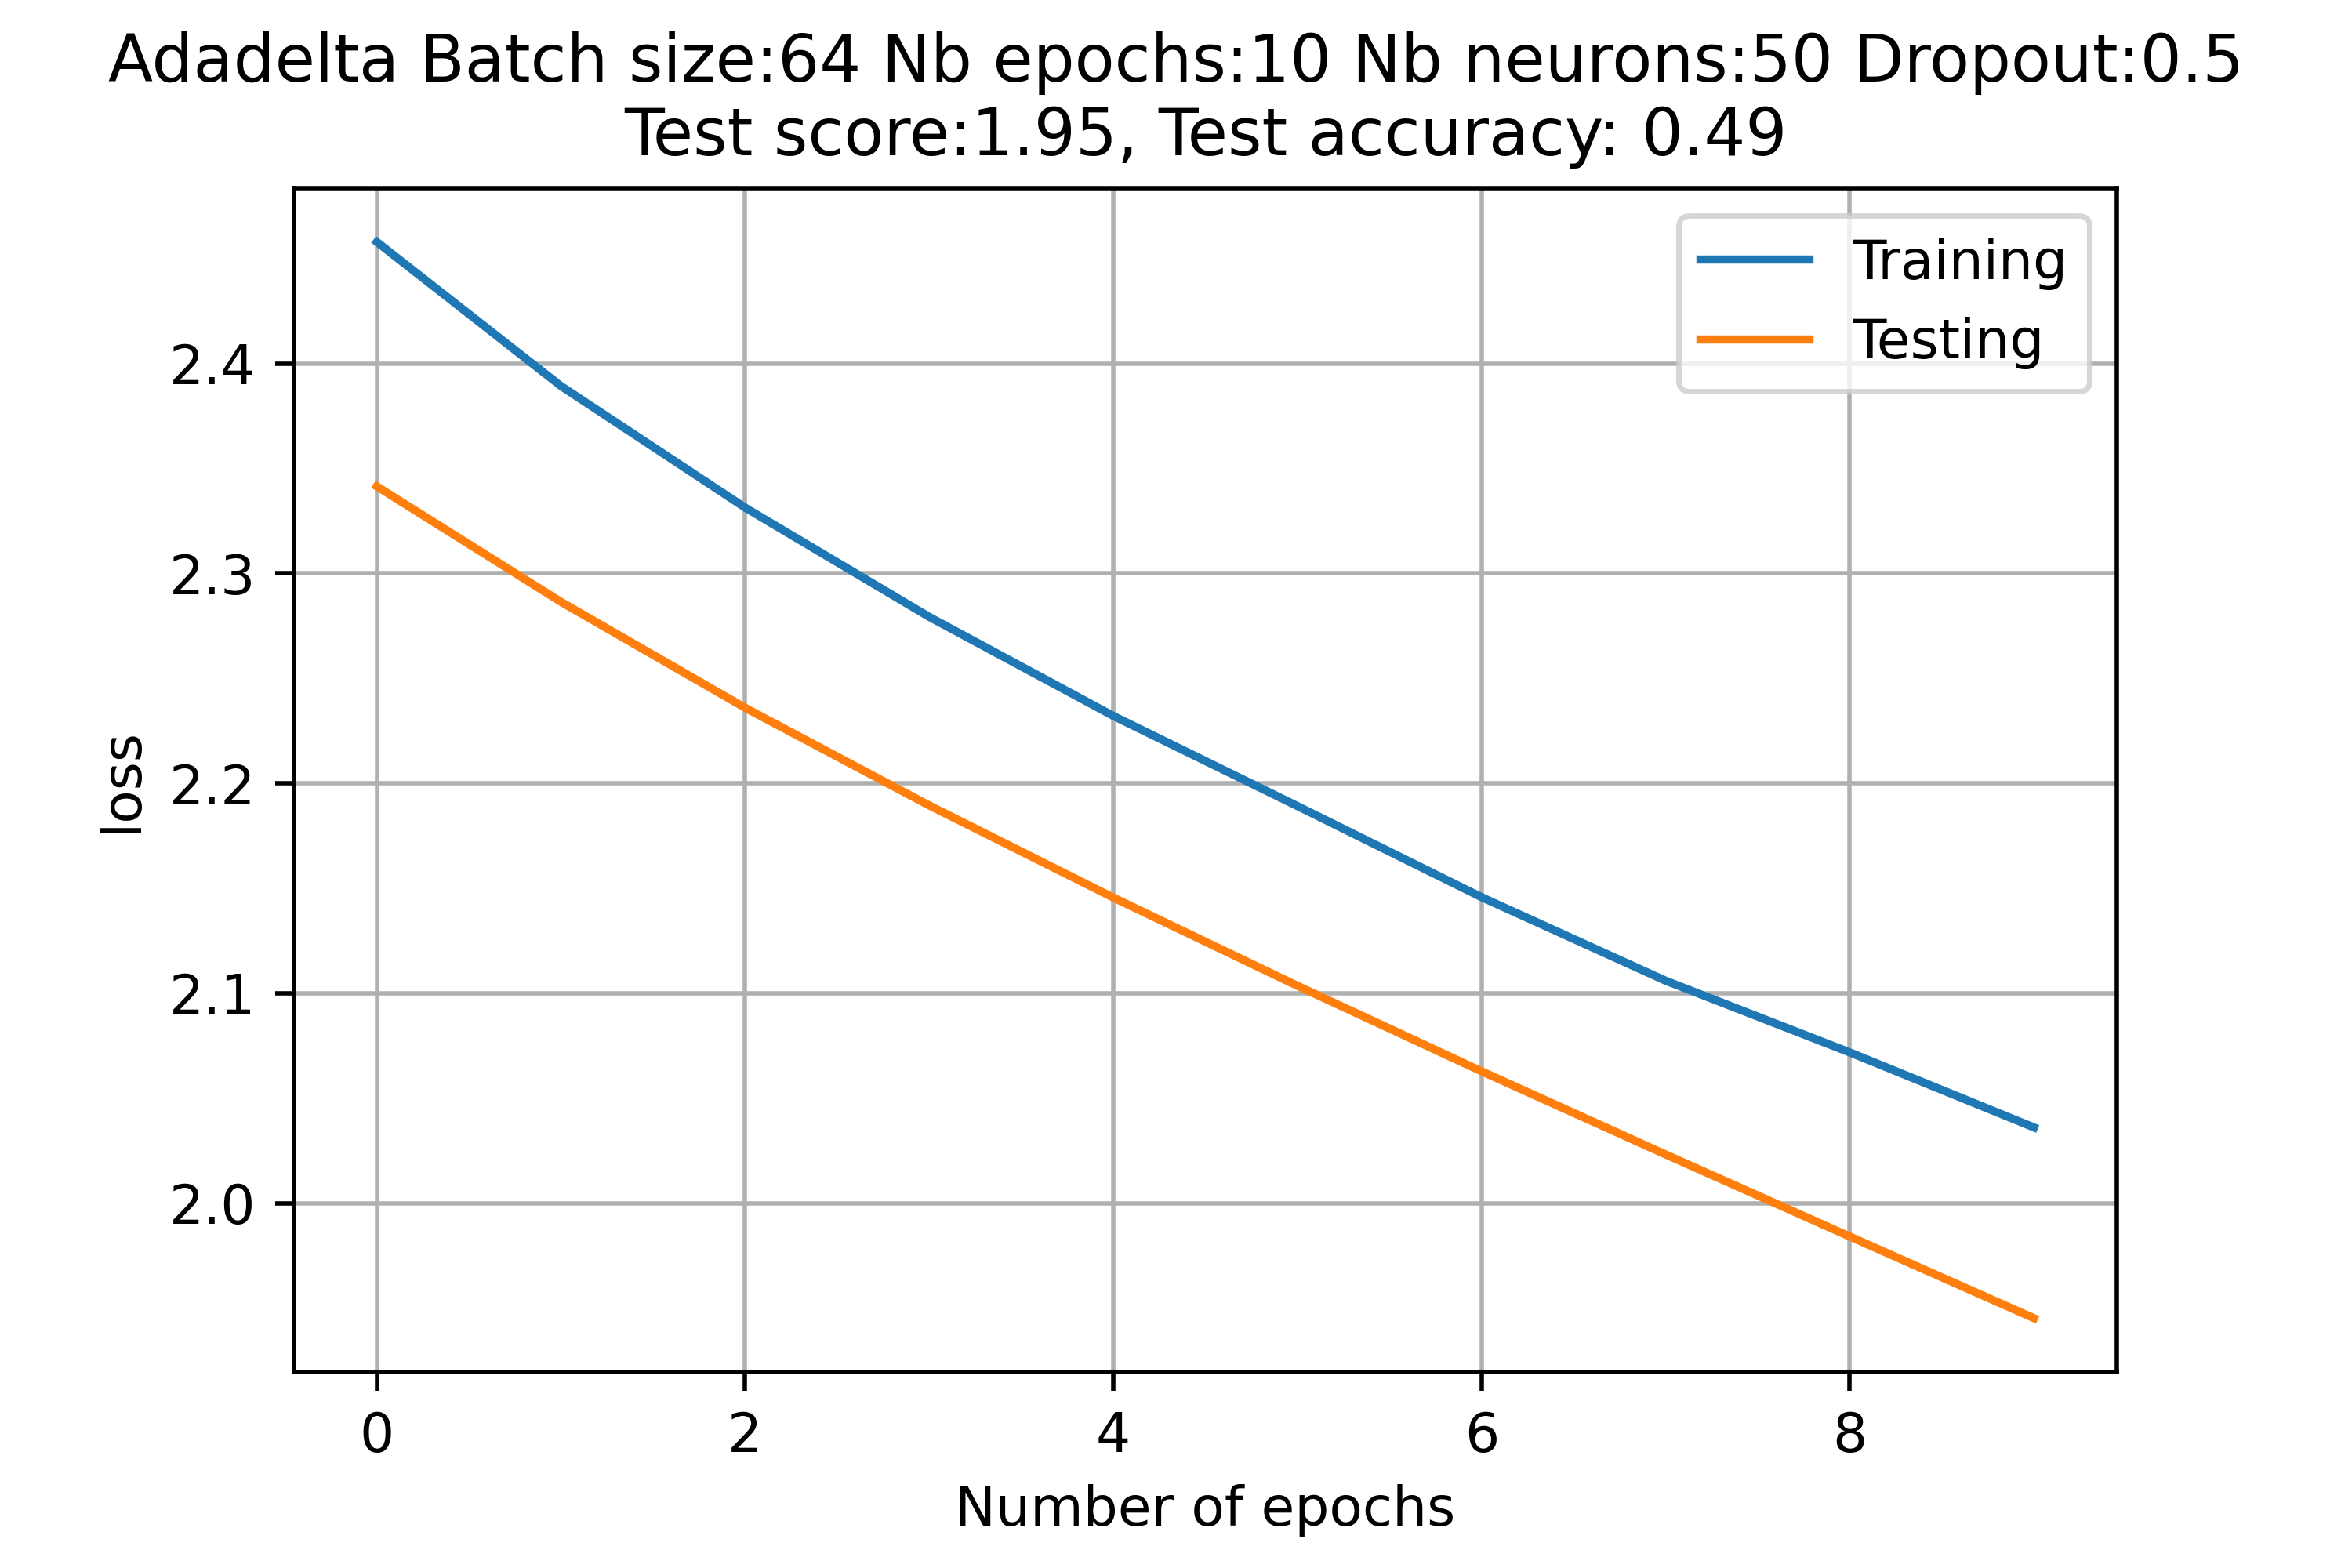 Adadelta Batch size:64 Nb epochs:10 Nb neurons:50 Dropout:0.5
Test score:1.95, Test accuracy: 0.49
Training
Testing
2.4
2.3
2.2
2.1
2.0
loss
0 2 4 6 8
Number of epochs